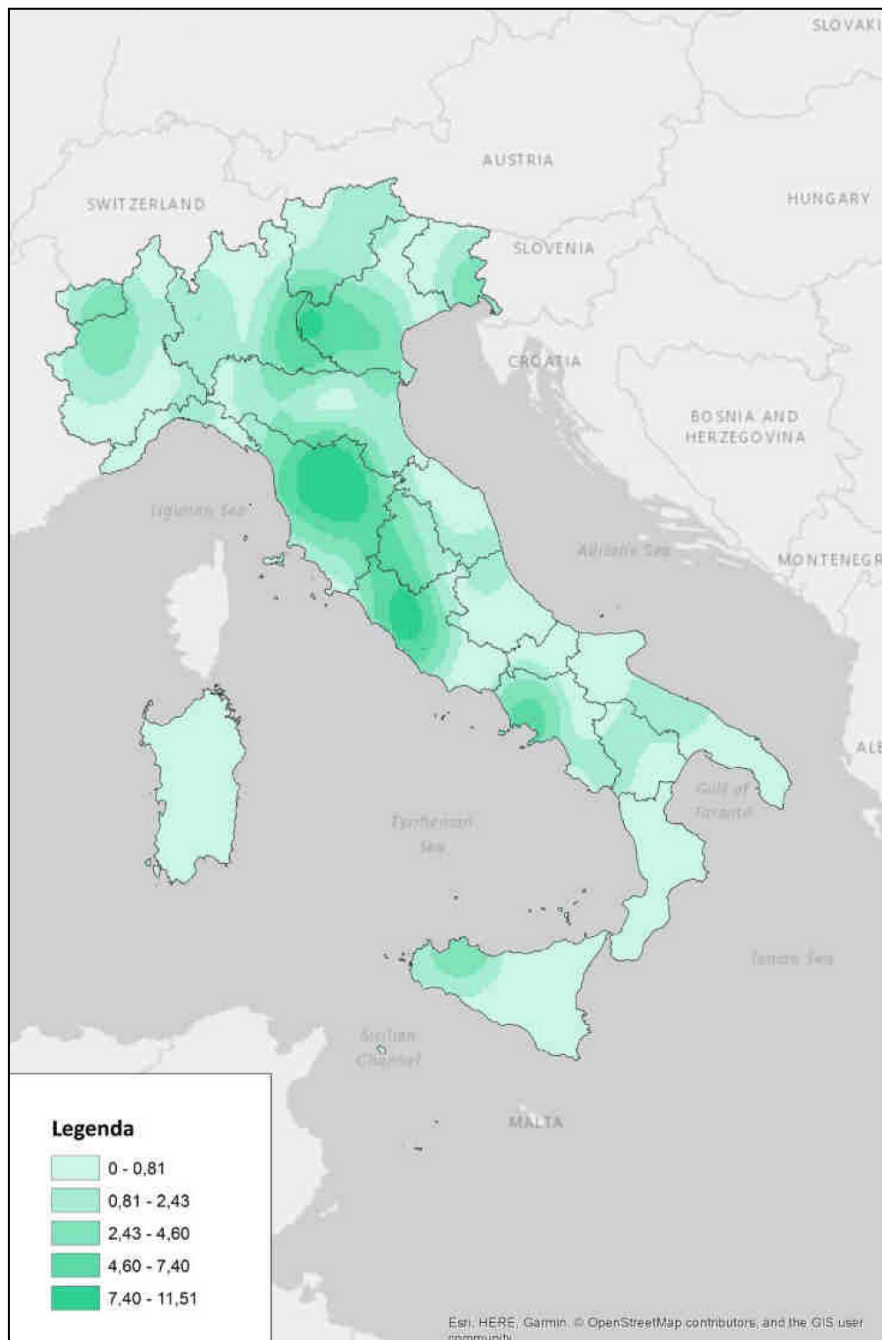 SLOVAKI
AUSTRIA
SWITZERLAND
HUNGARY
SLOVENIA
CROATIA
BOSNIA AND
HERZEGOVINA
Ligurian Sea
Adriatic Sea
MONTENEGR
ALB
Gulf of
Taranto
Tyrrhenian
Sea
Ionian Sea
Sicilian
Channel
MALTA
Legenda
0 - 0,81
0,81 - 2,43
2,43 - 4,60
4,60 - 7,40
7,40 - 11,51
Esri, HERE, Garmin, © OpenStreetMap contributors, and the GIS user
community